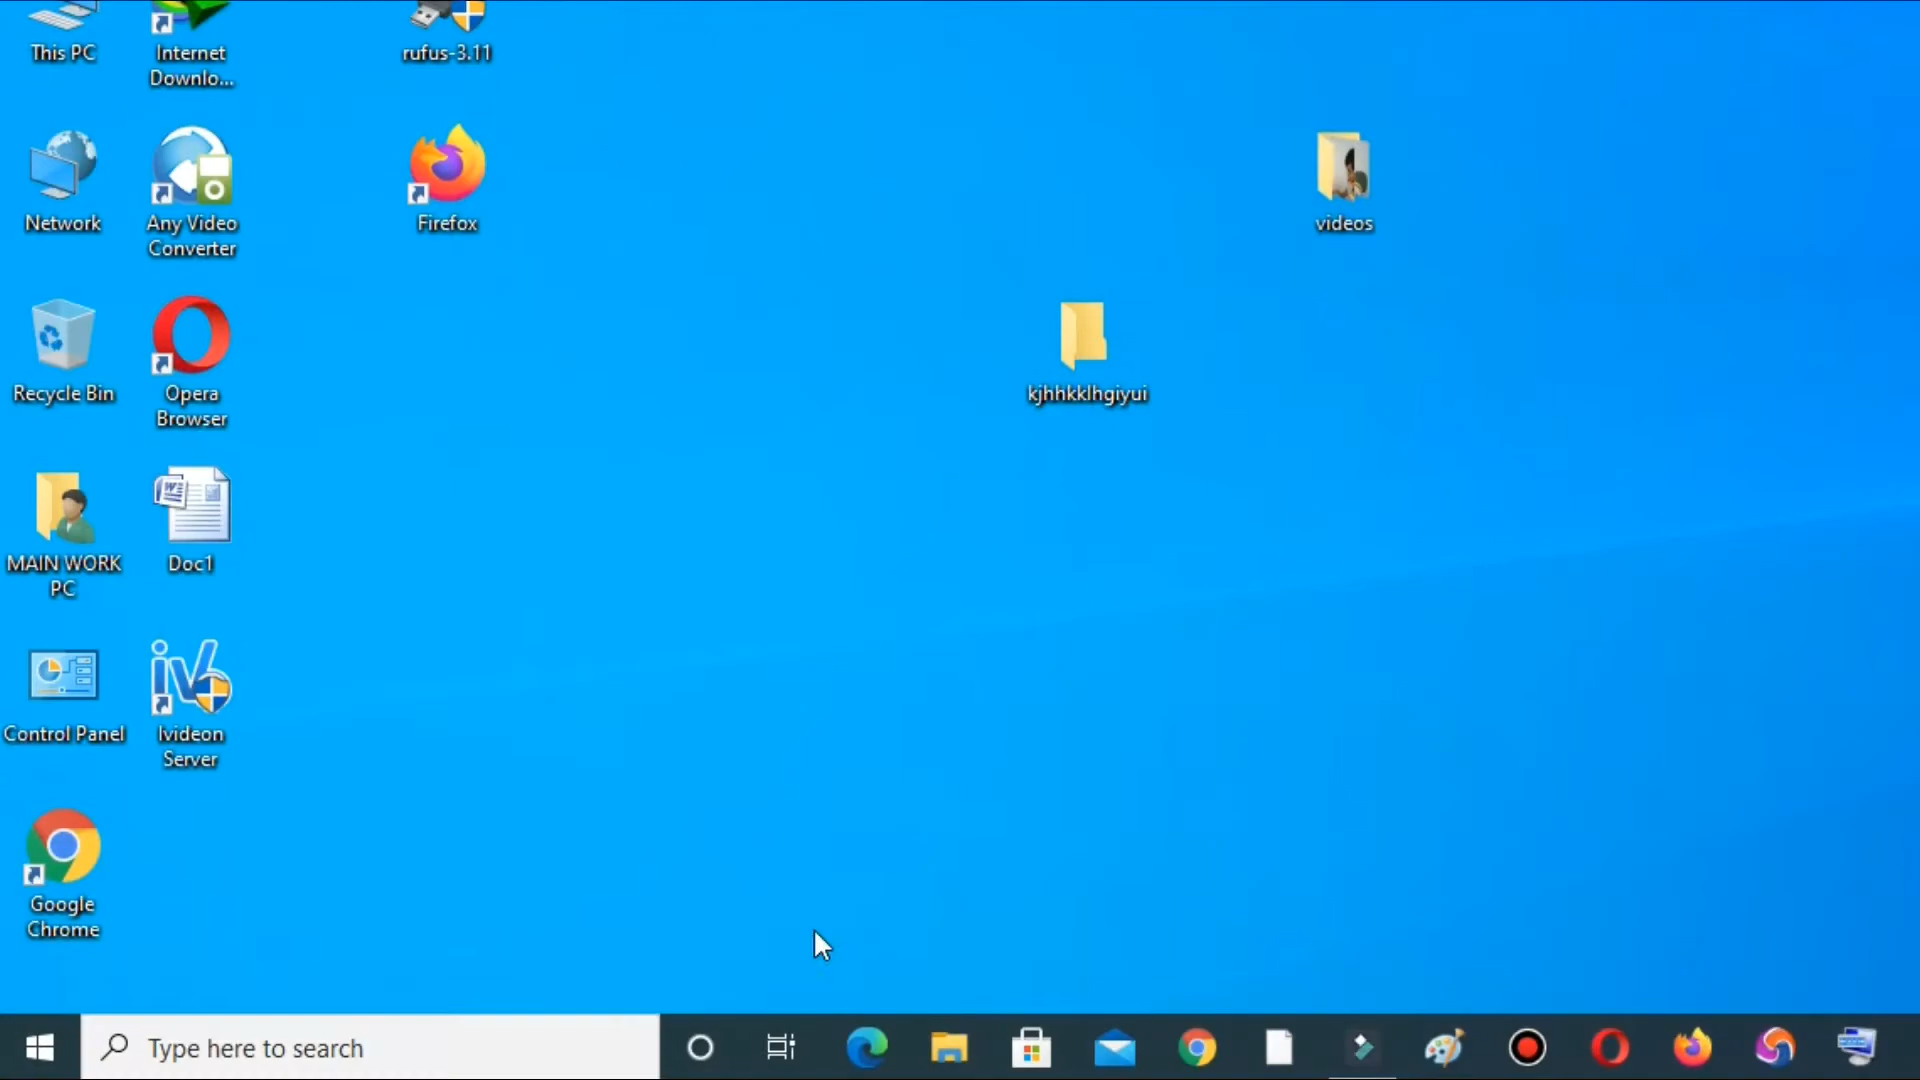 This PC
Internet
Downlo...
rufus-3.11
Network
Any Video
Converter
Firefox
videos
Recycle Bin
Opera
Browser
kjhhkklhgiyui
MAIN WORK
PC
Doc1
Control Panel
Ivideon
Server
Google
Chrome
Type here to search